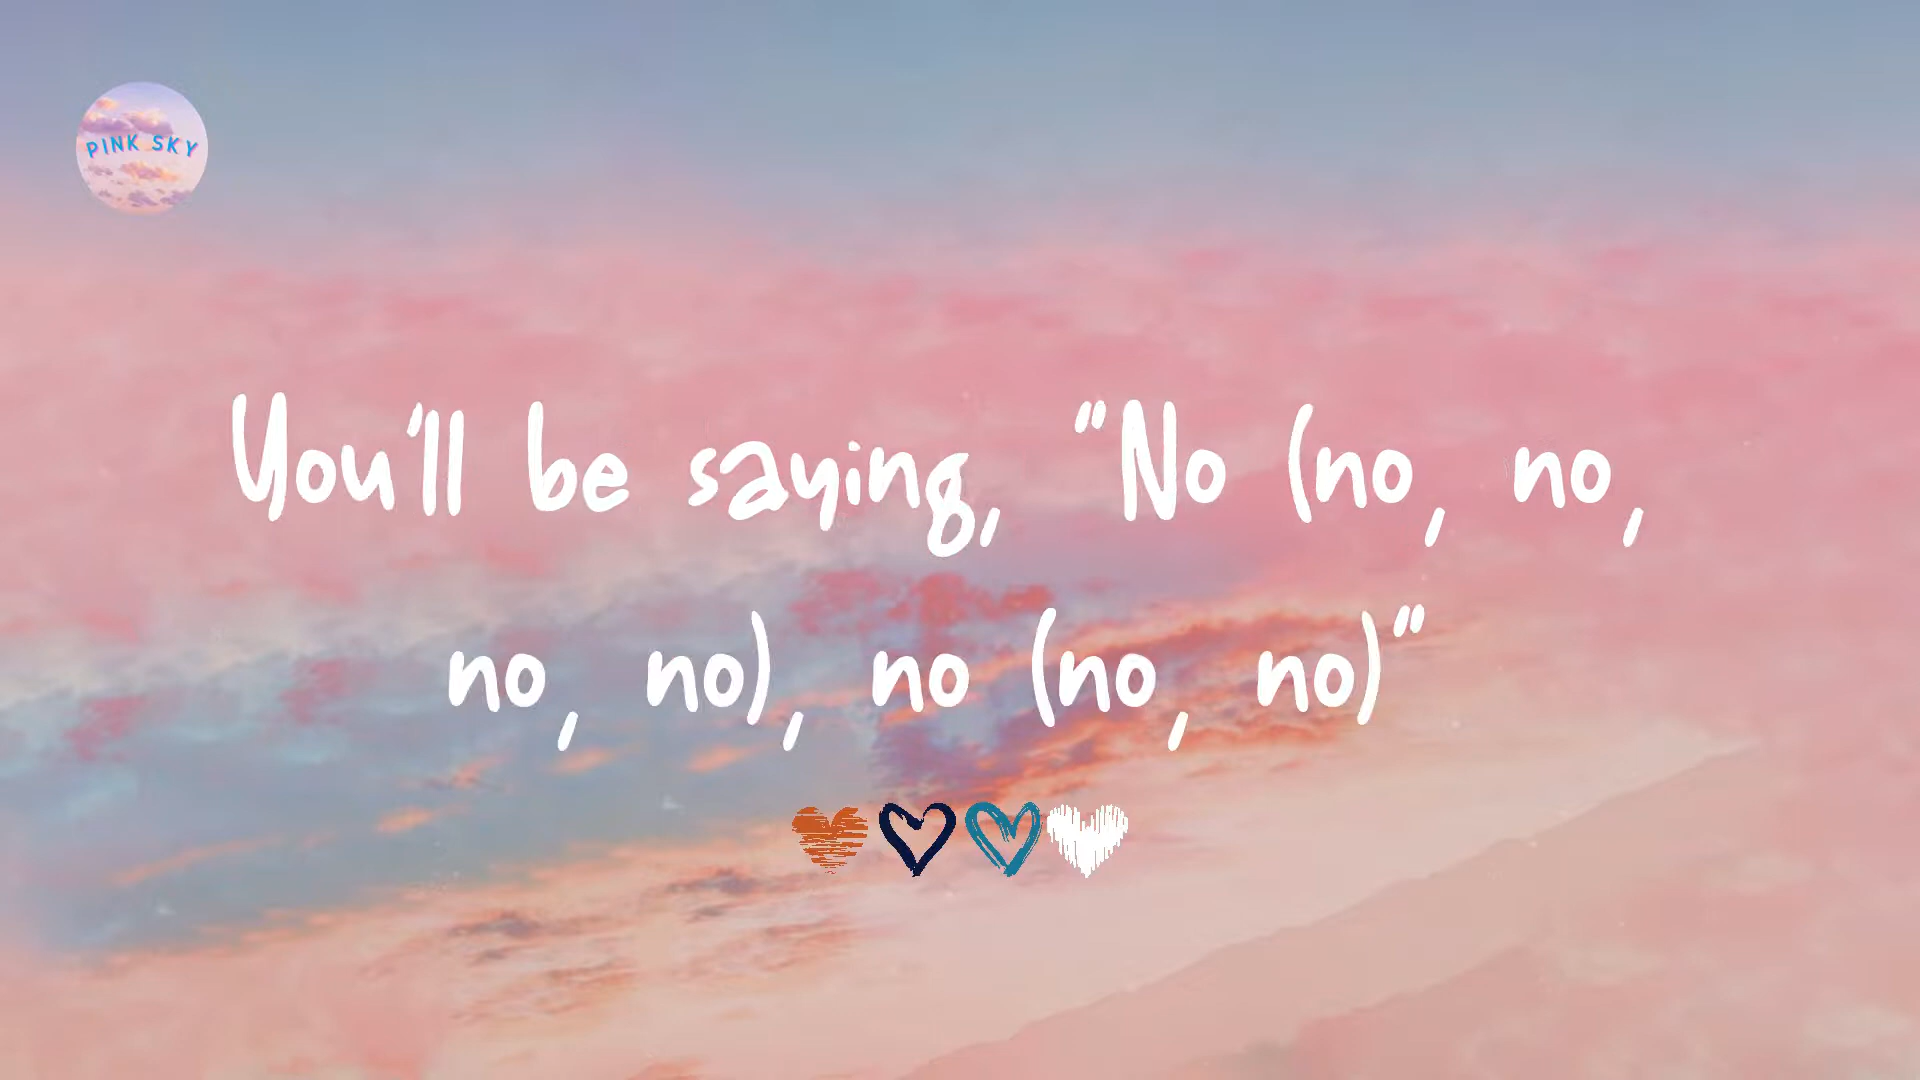 PINK SKY
You'll be saying, "No (no, no,
no, no), no (no, no)"